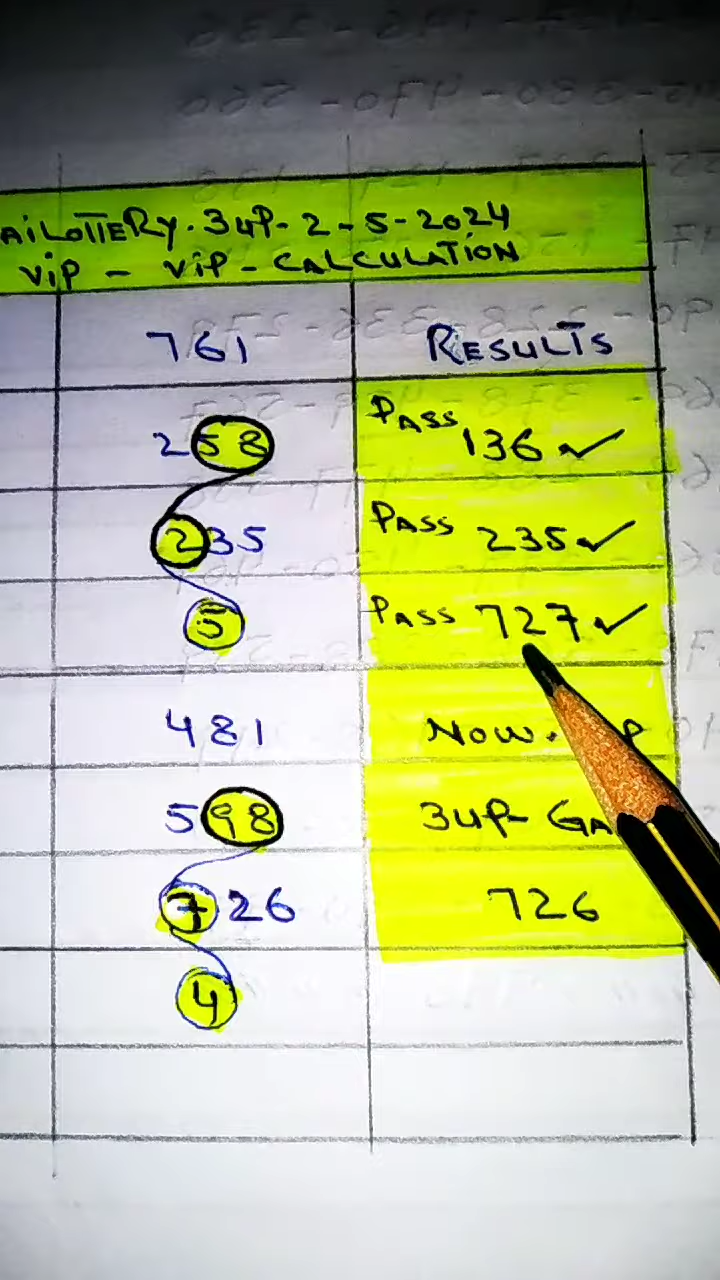 AILOTTERY. 3UP- 2-5-2024
VIP - VIP-CALCULATION
761 RESULTS
258 PASS 136 ✓
235 PASS 235 ✓
5 PASS 727 ✓
481 NOW.
598 3UP- GA
726 726
4